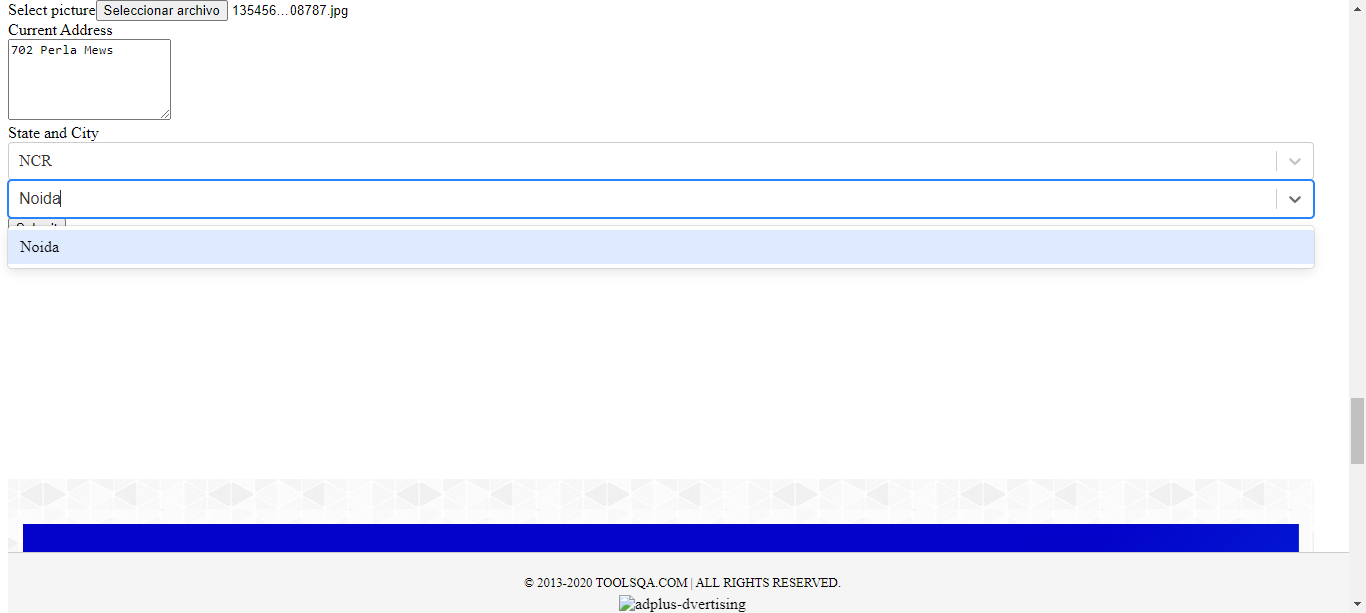 Select picture Seleccionar archivo 135456...08787.jpg
Current Address
702 Perla Mews
State and City
NCR
Noida
Noida
© 2013-2020 TOOLSQA.COM | ALL RIGHTS RESERVED.
adplus-dvertising